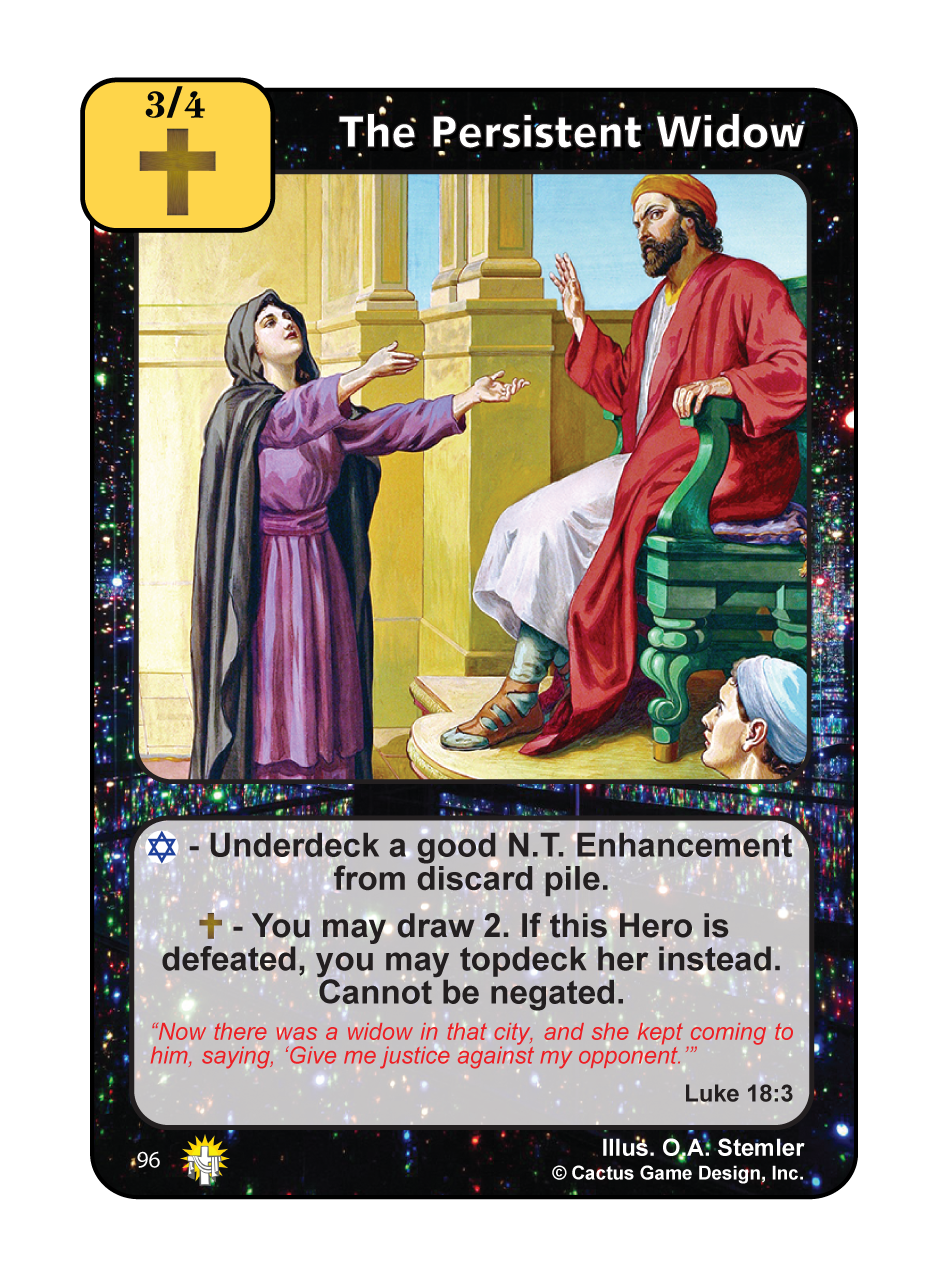 3/4
The Persistent Widow
- Underdeck a good N.T. Enhancement
from discard pile.
- You may draw 2. If this Hero is
defeated, you may topdeck her instead.
Cannot be negated.
“Now there was a widow in that city, and she kept coming to
him, saying, ‘Give me justice against my opponent.’”
Luke 18:3
96
Illus. O.A. Stemler
© Cactus Game Design, Inc.